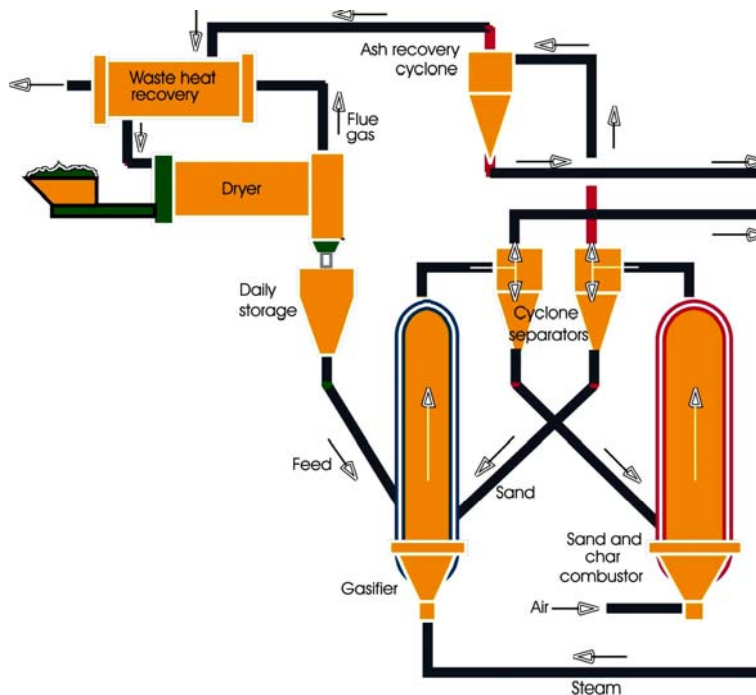 Waste heat
recovery
Ash recovery
cyclone
Flue
gas
Dryer
Daily
storage
Cyclone
separators
Feed
Sand
Sand and
char
combustor
Gasifier
Air
Steam